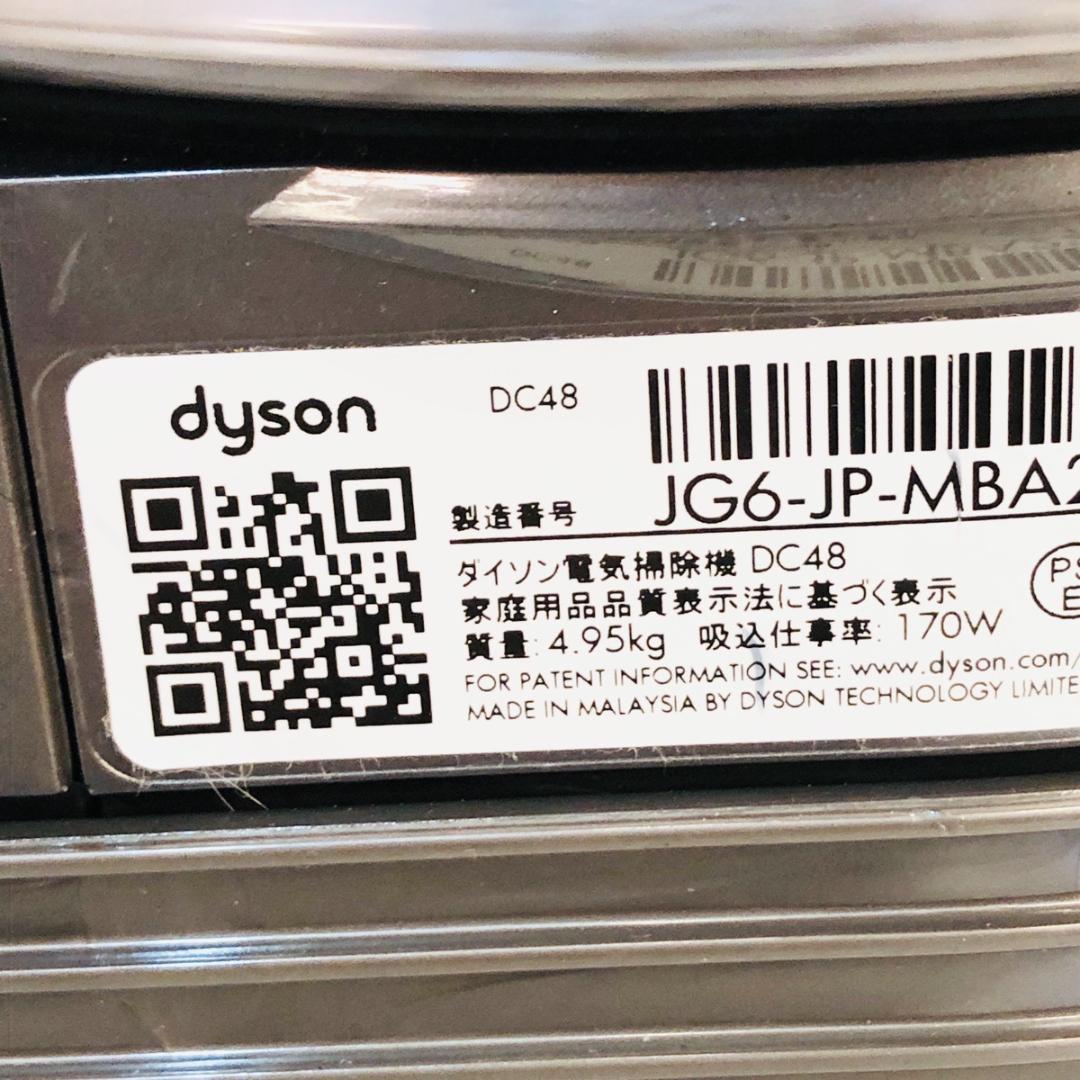 dyson
DC48
製造番号 JG6-JP-MBA2
ダイソン電気掃除機 DC48
家庭用品品質表示法に基づく表示
質量: 4.95kg 吸込仕事率: 170W
FOR PATENT INFORMATION SEE: www.dyson.com/
MADE IN MALAYSIA BY DYSON TECHNOLOGY LIMITE
PS
E